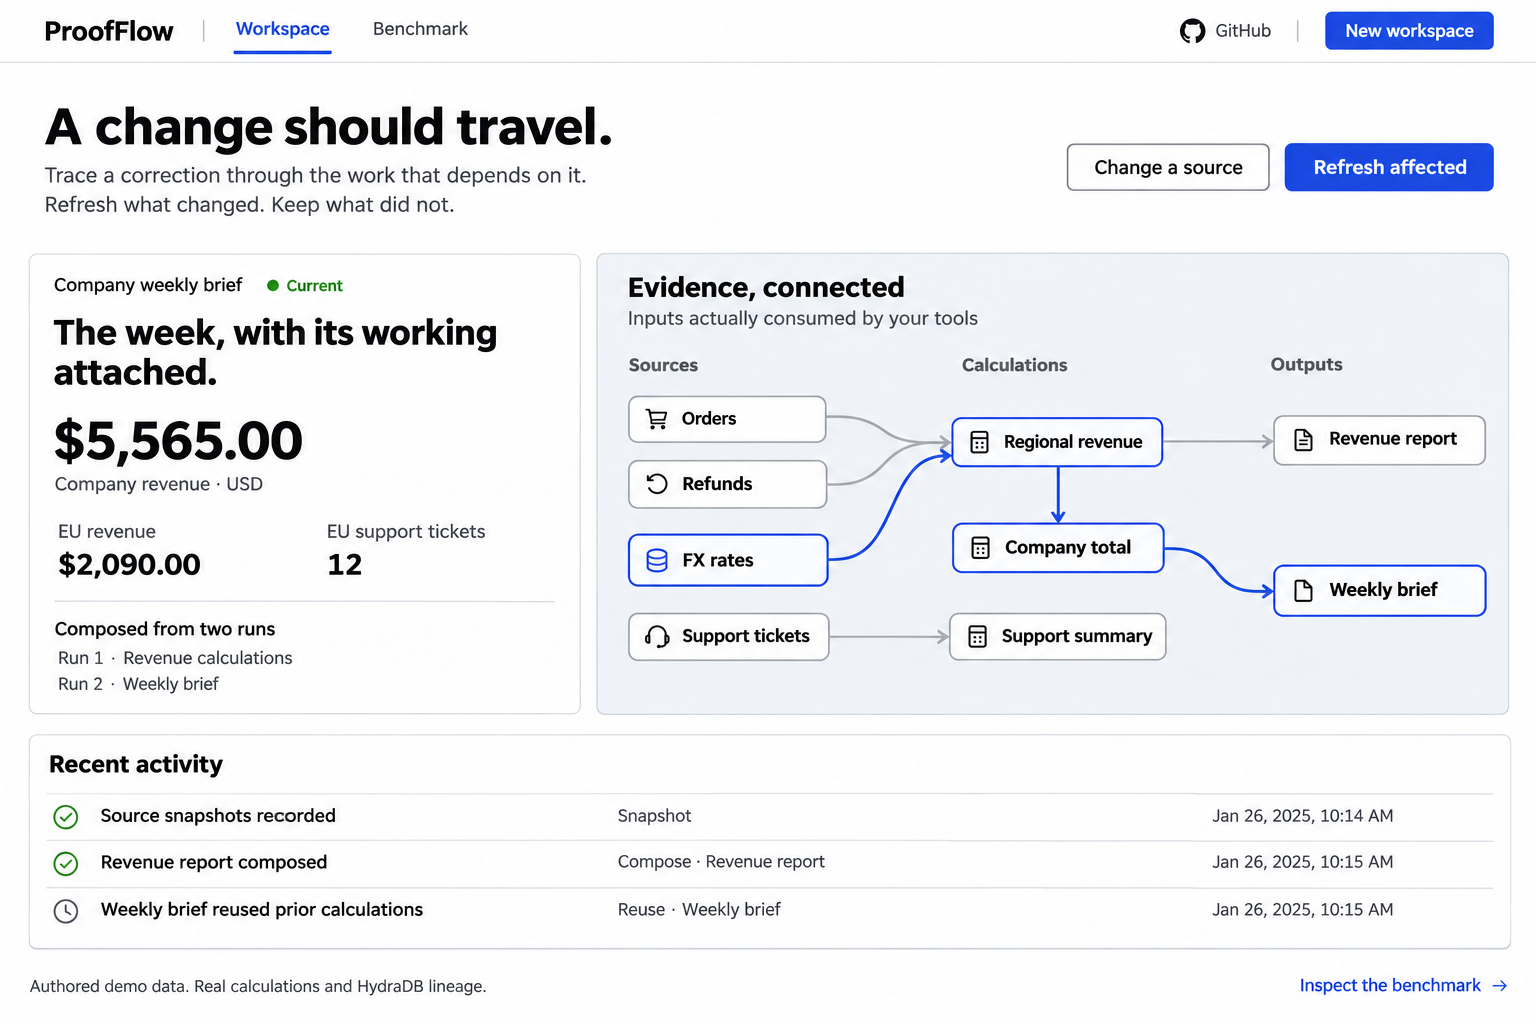 ProofFlow
Workspace
Benchmark
GitHub
New workspace
A change should travel.
Trace a correction through the work that depends on it.
Refresh what changed. Keep what did not.
Change a source
Refresh affected
Company weekly brief
Current
The week, with its working
attached.
$5,565.00
Company revenue · USD
EU revenue
$2,090.00
EU support tickets
12
Composed from two runs
Run 1 · Revenue calculations
Run 2 · Weekly brief
Evidence, connected
Inputs actually consumed by your tools
Sources
Calculations
Outputs
Orders
Refunds
FX rates
Support tickets
Regional revenue
Company total
Support summary
Revenue report
Weekly brief
Recent activity
Source snapshots recorded
Snapshot
Jan 26, 2025, 10:14 AM
Revenue report composed
Compose · Revenue report
Jan 26, 2025, 10:15 AM
Weekly brief reused prior calculations
Reuse · Weekly brief
Jan 26, 2025, 10:15 AM
Authored demo data. Real calculations and HydraDB lineage.
Inspect the benchmark →